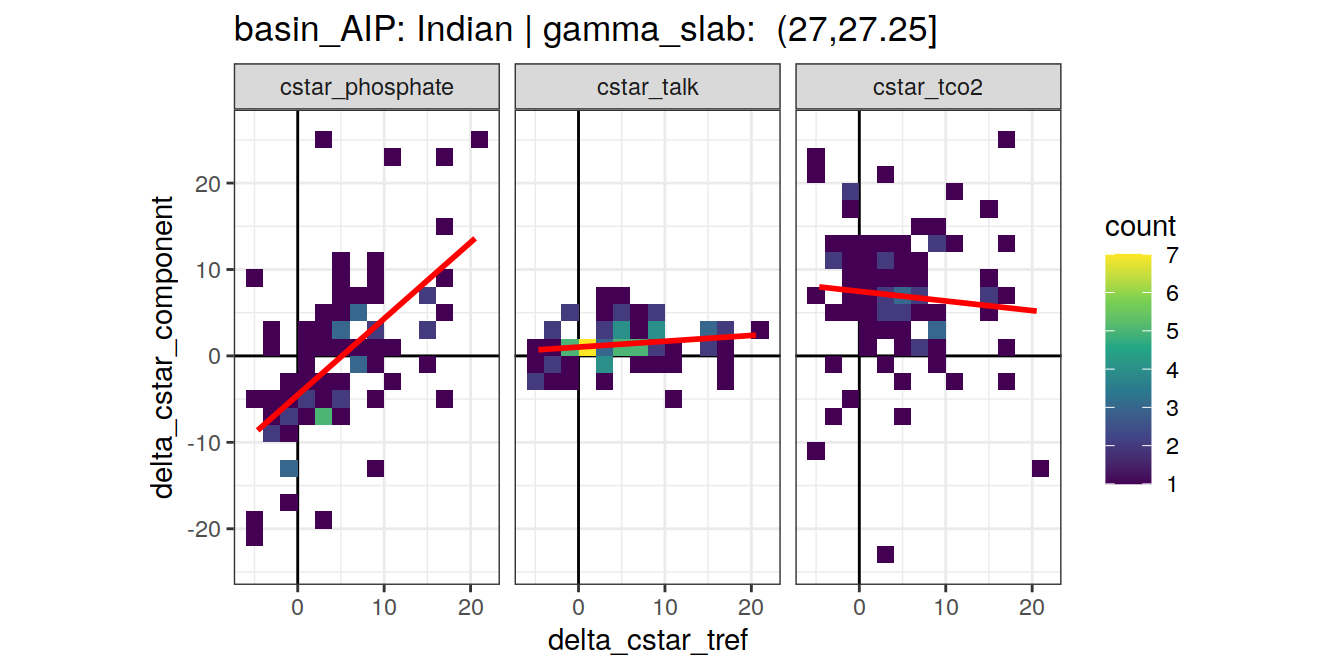 basin_AIP: Indian | gamma_slab:  (27,27.25]
cstar_phosphate
cstar_talk
cstar_tco2
delta_cstar_component
20
10
0
-10
-20
0 10 20
0 10 20
0 10 20
delta_cstar_tref
count
7
6
5
4
3
2
1